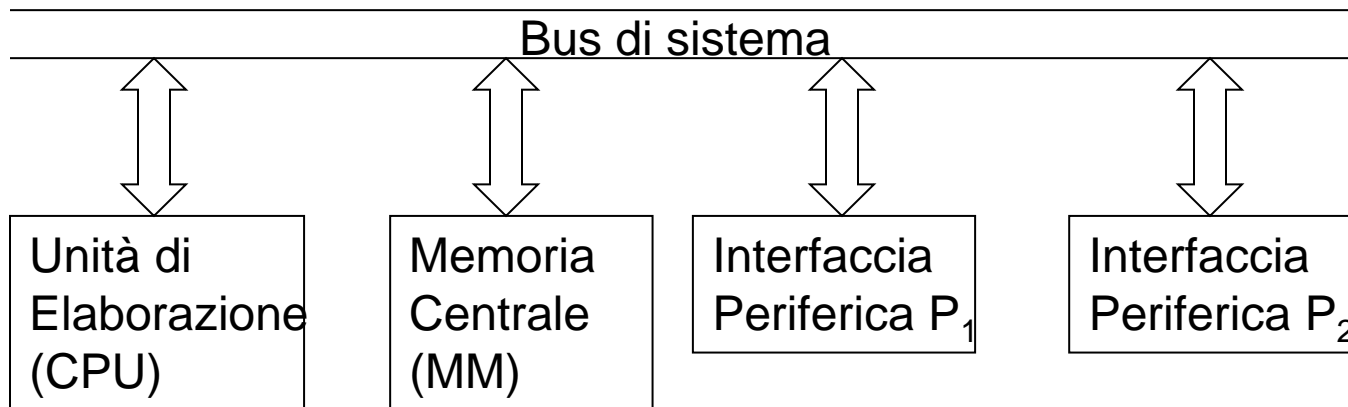 Bus di sistema
Unità di
Elaborazione
(CPU)
Memoria
Centrale
(MM)
Interfaccia
Periferica P₁
Interfaccia
Periferica P₂